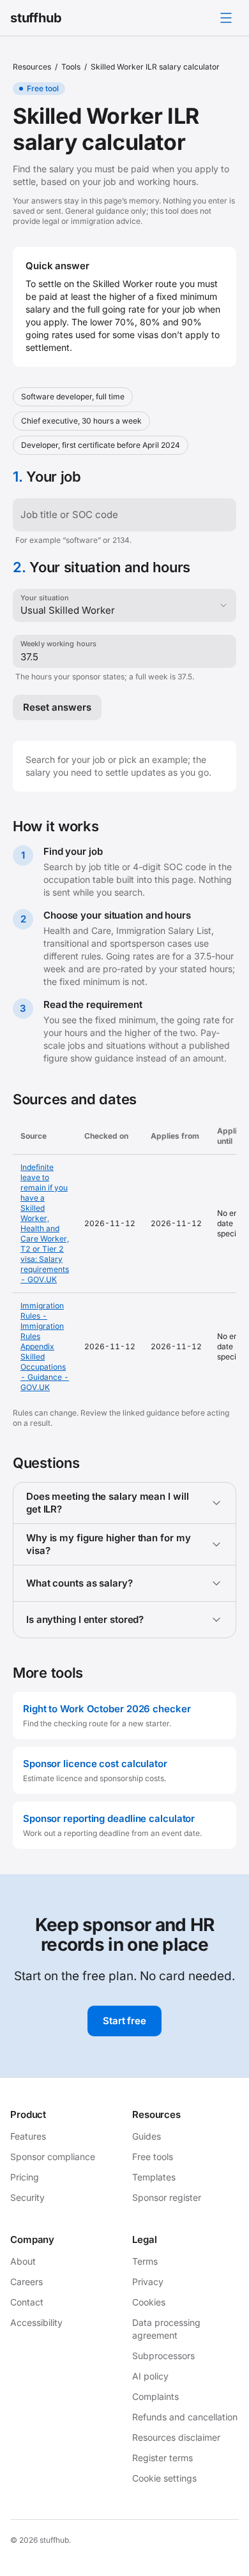 stuffhub
Resources / Tools / Skilled Worker ILR salary calculator
Free tool
Skilled Worker ILR
salary calculator
Find the salary you must be paid when you apply to
settle, based on your job and working hours.
Your answers stay in this page's memory. Nothing you enter is
saved or sent. General guidance only; this tool does not
provide legal or immigration advice.
Quick answer
To settle on the Skilled Worker route you must
be paid at least the higher of a fixed minimum
salary and the full going rate for your job when
you apply. The lower 70%, 80% and 90%
going rates used for some visas don't apply to
settlement.
Software developer, full time
Chief executive, 30 hours a week
Developer, first certificate before April 2024
1. Your job
Job title or SOC code
For example "software" or 2134.
2. Your situation and hours
Your situation
Usual Skilled Worker
Weekly working hours
37.5
The hours your sponsor states; a full week is 37.5.
Reset answers
Search for your job or pick an example; the
salary you need to settle updates as you go.
How it works
1
Find your job
Search by job title or 4-digit SOC code in the
occupation table built into this page. Nothing
is sent while you search.
2
Choose your situation and hours
Health and Care, Immigration Salary List,
transitional and sportsperson cases use
different rules. Going rates are for a 37.5-hour
week and are pro-rated by your stated hours;
the fixed minimum is not.
3
Read the requirement
You see the fixed minimum, the going rate for
your hours and the higher of the two. Pay-
scale jobs and situations without a published
figure show guidance instead of an amount.
Sources and dates
Source Checked on Applies from Appli
until
Indefinite
leave to
remain if you
have a
Skilled
Worker,
Health and
Care Worker,
T2 or Tier 2
visa: Salary
requirements
- GOV.UK
2026-11-12 2026-11-12 No en
date
speci
Immigration
Rules -
Immigration
Rules
Appendix
Skilled
Occupations
- Guidance -
GOV.UK
2026-11-12 2026-11-12 No en
date
speci
Rules can change. Review the linked guidance before acting
on a result.
Questions
Does meeting the salary mean I will
get ILR?
Why is my figure higher than for my
visa?
What counts as salary?
Is anything I enter stored?
More tools
Right to Work October 2026 checker
Find the checking route for a new starter.
Sponsor licence cost calculator
Estimate licence and sponsorship costs.
Sponsor reporting deadline calculator
Work out a reporting deadline from an event date.
Keep sponsor and HR
records in one place
Start on the free plan. No card needed.
Start free
Product
Features
Sponsor compliance
Pricing
Security
Resources
Guides
Free tools
Templates
Sponsor register
Company
About
Careers
Contact
Accessibility
Legal
Terms
Privacy
Cookies
Data processing
agreement
Subprocessors
AI policy
Complaints
Refunds and cancellation
Resources disclaimer
Register terms
Cookie settings
© 2026 stuffhub.